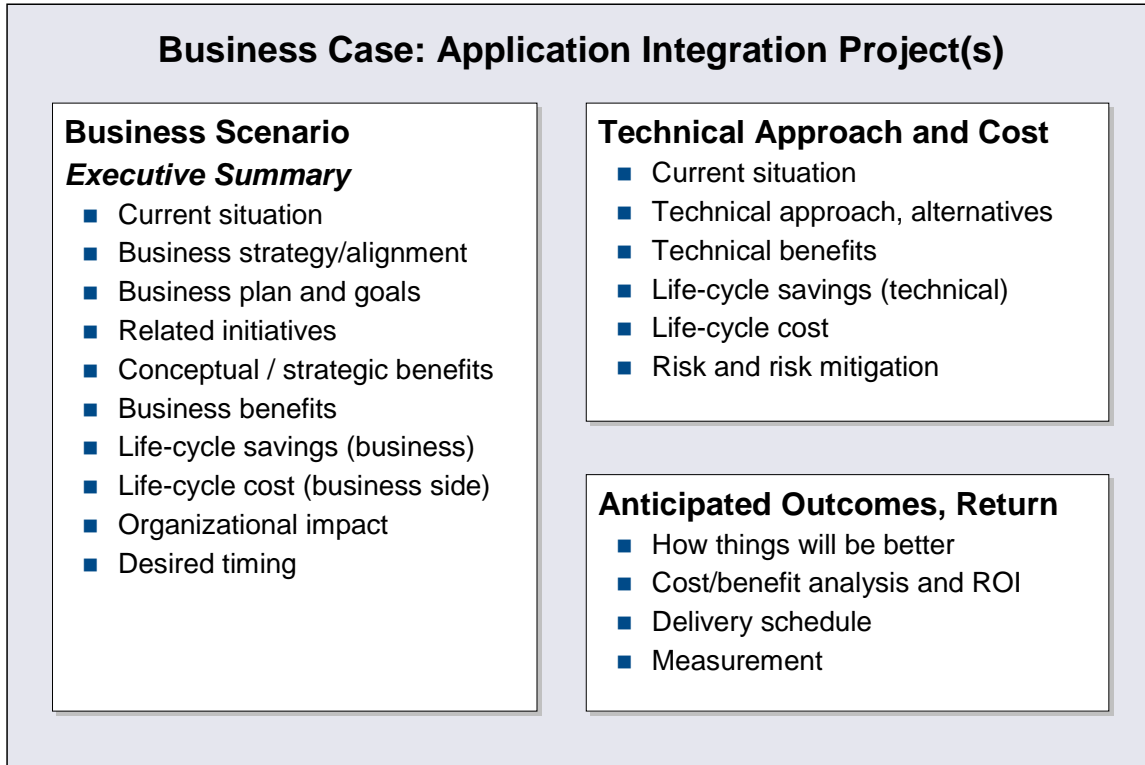 Business Case: Application Integration Project(s)
Business Scenario
Executive Summary
■ Current situation
■ Business strategy/alignment
■ Business plan and goals
■ Related initiatives
■ Conceptual / strategic benefits
■ Business benefits
■ Life-cycle savings (business)
■ Life-cycle cost (business side)
■ Organizational impact
■ Desired timing
Technical Approach and Cost
■ Current situation
■ Technical approach, alternatives
■ Technical benefits
■ Life-cycle savings (technical)
■ Life-cycle cost
■ Risk and risk mitigation
Anticipated Outcomes, Return
■ How things will be better
■ Cost/benefit analysis and ROI
■ Delivery schedule
■ Measurement